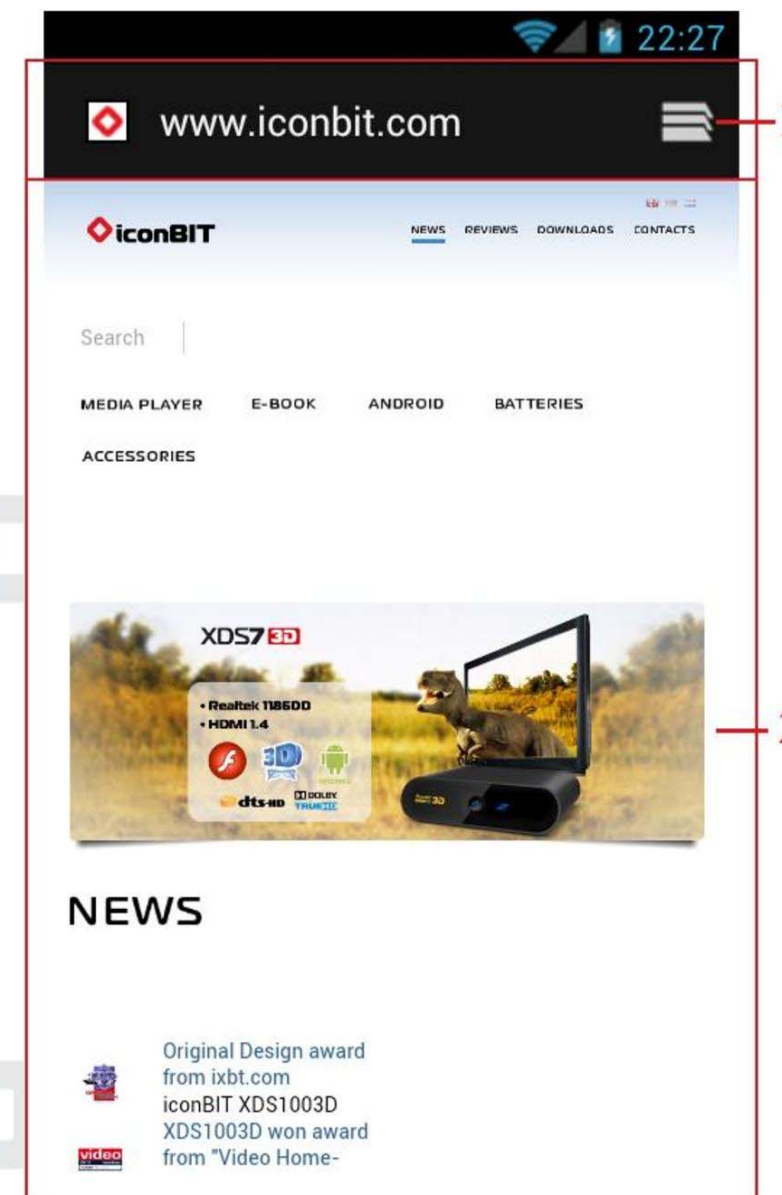 22:27
www.iconbit.com
iconBIT
NEWS REVIEWS DOWNLOADS CONTACTS
Search
MEDIA PLAYER E-BOOK ANDROID BATTERIES
ACCESSORIES
XDS7 3D
• Realtek 1186DD
• HDMI 1.4
3D
dts-HD DOLBY
TRUEHD
3D
NEWS
Original Design award
from ixbt.com
iconBIT XDS1003D
XDS1003D won award
from "Video Home-
video